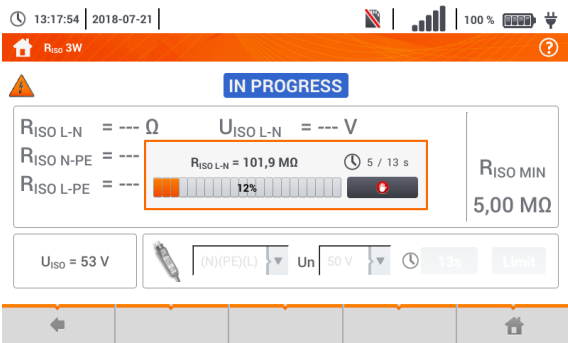 13:17:54 2018-07-21 100 %
RISO 3W ?
IN PROGRESS
RISO L-N = --- Ω UISO L-N = --- V
RISO N-PE = ---
RISO L-PE = ---
RISO L-N = 101,9 MΩ 5 / 13 s
12%
RISO MIN
5,00 MΩ
UISO = 53 V (N)(PE)(L) Un 50 V 13s Limit